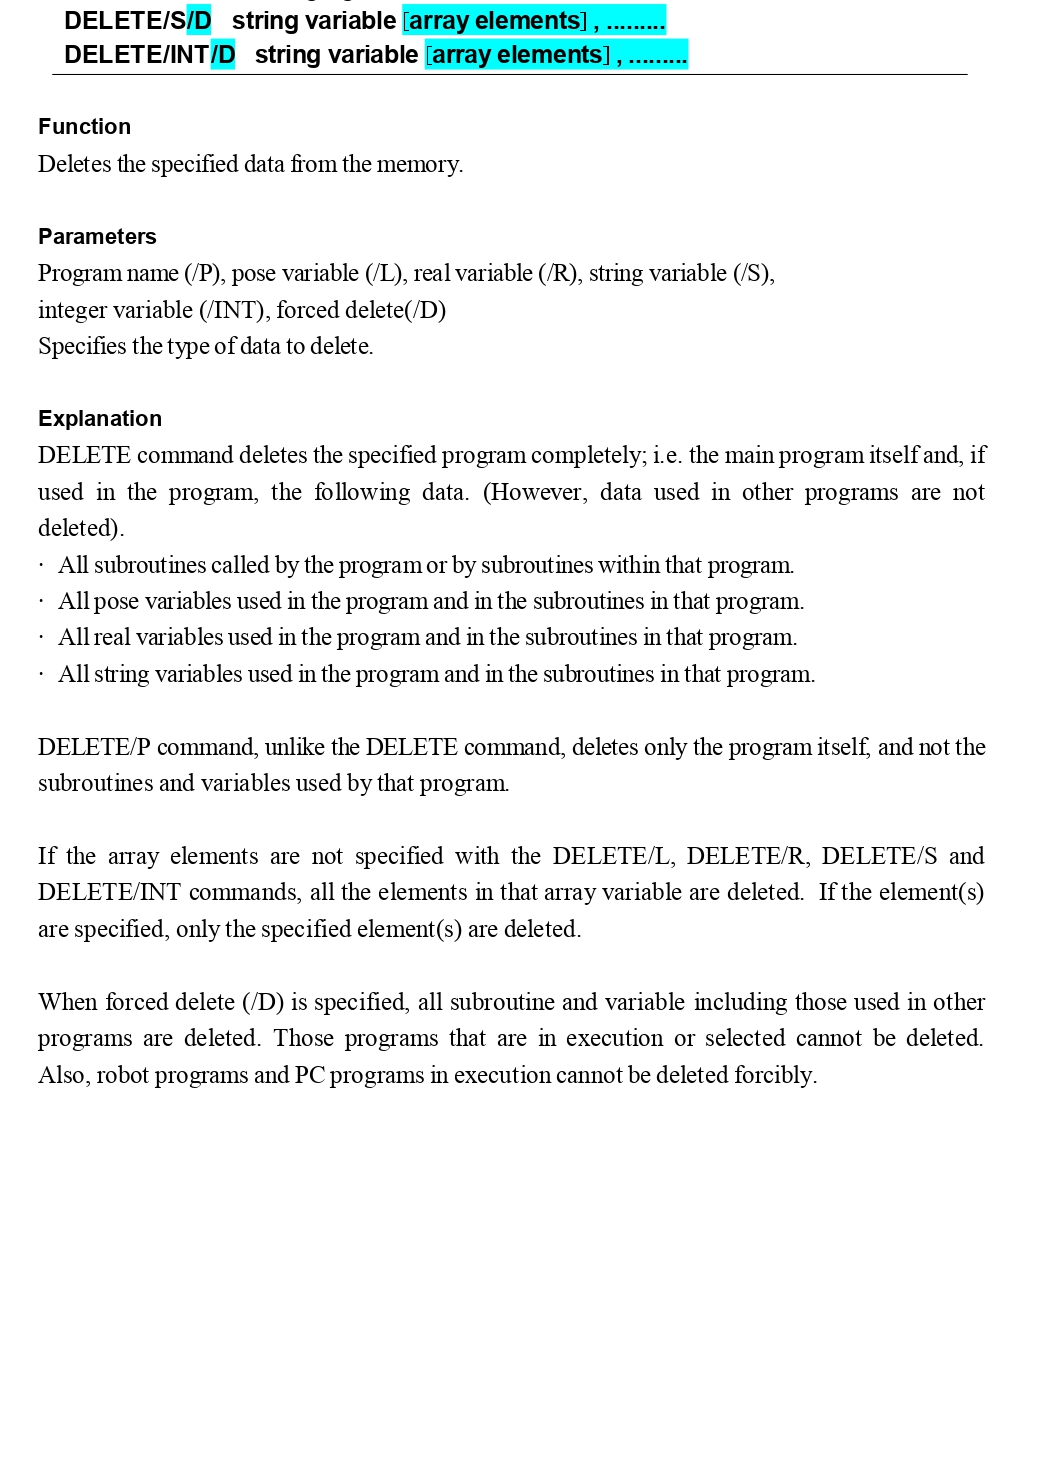 DELETE/S/D string variable [array elements] , .........
DELETE/INT/D string variable [array elements] , .........
Function
Deletes the specified data from the memory.
Parameters
Program name (/P), pose variable (/L), real variable (/R), string variable (/S),
integer variable (/INT), forced delete(/D)
Specifies the type of data to delete.
Explanation
DELETE command deletes the specified program completely; i.e. the main program itself and, if
used in the program, the following data. (However, data used in other programs are not
deleted).
· All subroutines called by the program or by subroutines within that program.
· All pose variables used in the program and in the subroutines in that program.
· All real variables used in the program and in the subroutines in that program.
· All string variables used in the program and in the subroutines in that program.
DELETE/P command, unlike the DELETE command, deletes only the program itself, and not the
subroutines and variables used by that program.
If the array elements are not specified with the DELETE/L, DELETE/R, DELETE/S and
DELETE/INT commands, all the elements in that array variable are deleted. If the element(s)
are specified, only the specified element(s) are deleted.
When forced delete (/D) is specified, all subroutine and variable including those used in other
programs are deleted. Those programs that are in execution or selected cannot be deleted.
Also, robot programs and PC programs in execution cannot be deleted forcibly.